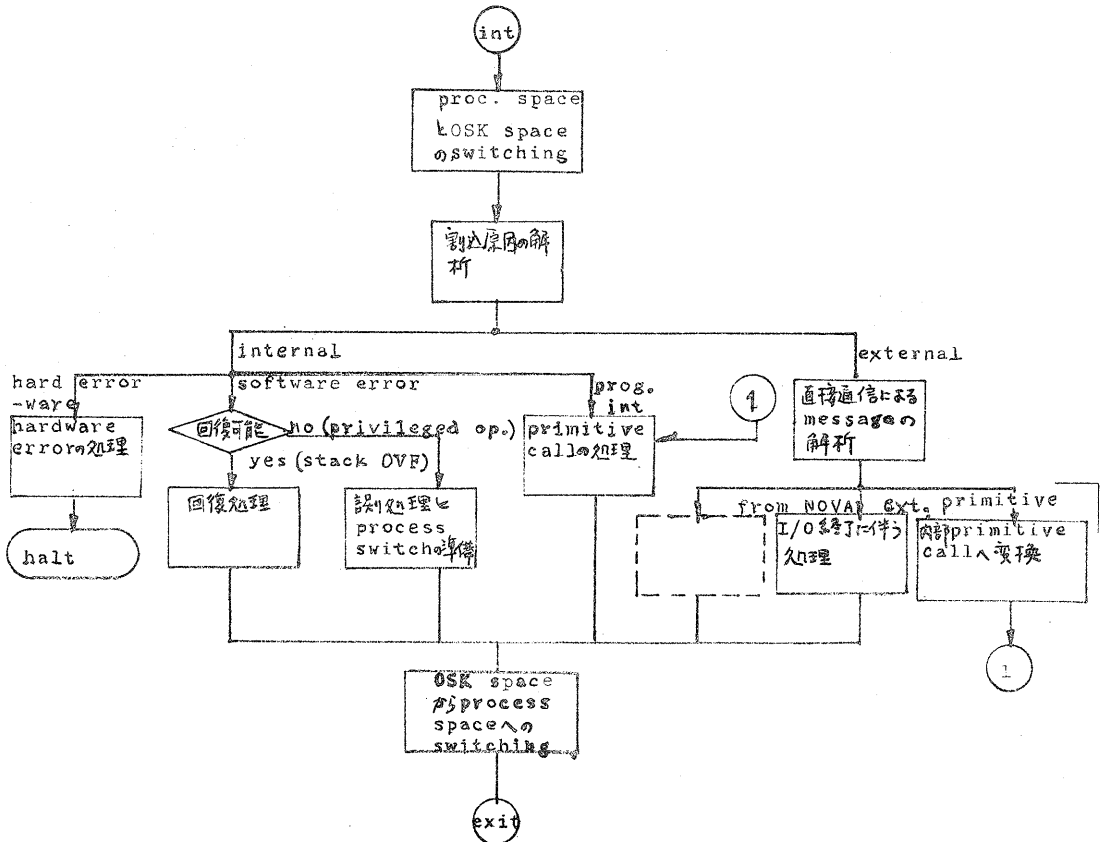 int
proc. space
とOSK space
のswitching
割込原因の解
析
internal
external
hard error
-ware
software error
prog.
int
1
直接通信による
messageの
解析
hardware
errorの処理
回復可能
no (privileged op.)
yes (stack OVF)
primitive
callの処理
回復処理
誤り処理と
process
switchの準備
from NOVA
ext. primitive
I/O終了に伴う
処理
内部primitive
callへ変換
halt
1
OSK space
からprocess
spaceへの
switching
exit